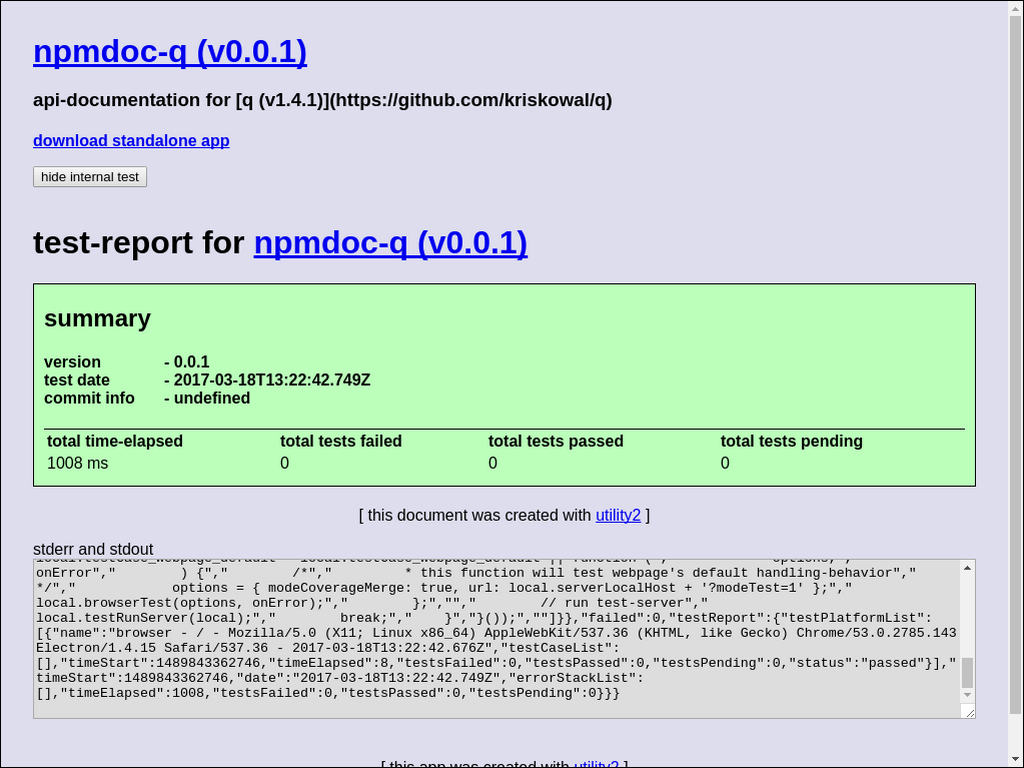 npmdoc-q (v0.0.1)
api-documentation for [q (v1.4.1)](https://github.com/kriskowal/q)
download standalone app
hide internal test
test-report for npmdoc-q (v0.0.1)
summary
version - 0.0.1
test date - 2017-03-18T13:22:42.749Z
commit info - undefined
total time-elapsed total tests failed total tests passed total tests pending
1008 ms 0 0 0
[ this document was created with utility2 ]
stderr and stdout
local.testCase_webpage_default = local.testCase_webpage_default || function (","            options,","
onError","        ) {","        /*","         * this function will test webpage's default handling-behavior","
*/","            options = { modeCoverageMerge: true, url: local.serverLocalHost + '?modeTest=1' };","
local.browserTest(options, onError);","        };","","        // run test-server","
local.testRunServer(local);","        break;","    }","}());",""]}},"failed":0,"testReport":{"testPlatformList":
[{"name":"browser - / - Mozilla/5.0 (X11; Linux x86_64) AppleWebKit/537.36 (KHTML, like Gecko) Chrome/53.0.2785.143
Electron/1.4.15 Safari/537.36 - 2017-03-18T13:22:42.676Z","testCaseList":
[],"timeStart":1489843362746,"timeElapsed":8,"testsFailed":0,"testsPassed":0,"testsPending":0,"status":"passed"}],"
timeStart":1489843362746,"date":"2017-03-18T13:22:42.749Z","errorStackList":
[],"timeElapsed":1008,"testsFailed":0,"testsPassed":0,"testsPending":0}}}
[ this app was created with utility2 ]